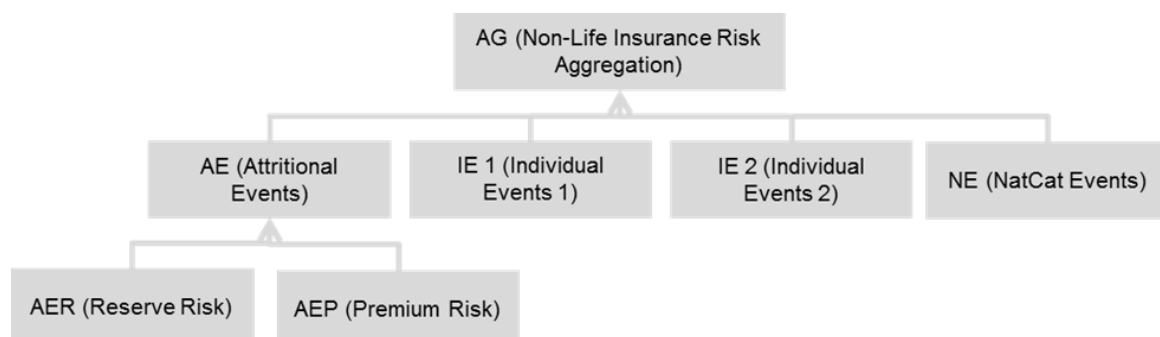 AG (Non-Life Insurance Risk
Aggregation)
AE (Attritional
Events)
IE 1 (Individual
Events 1)
IE 2 (Individual
Events 2)
NE (NatCat Events)
AER (Reserve Risk)
AEP (Premium Risk)